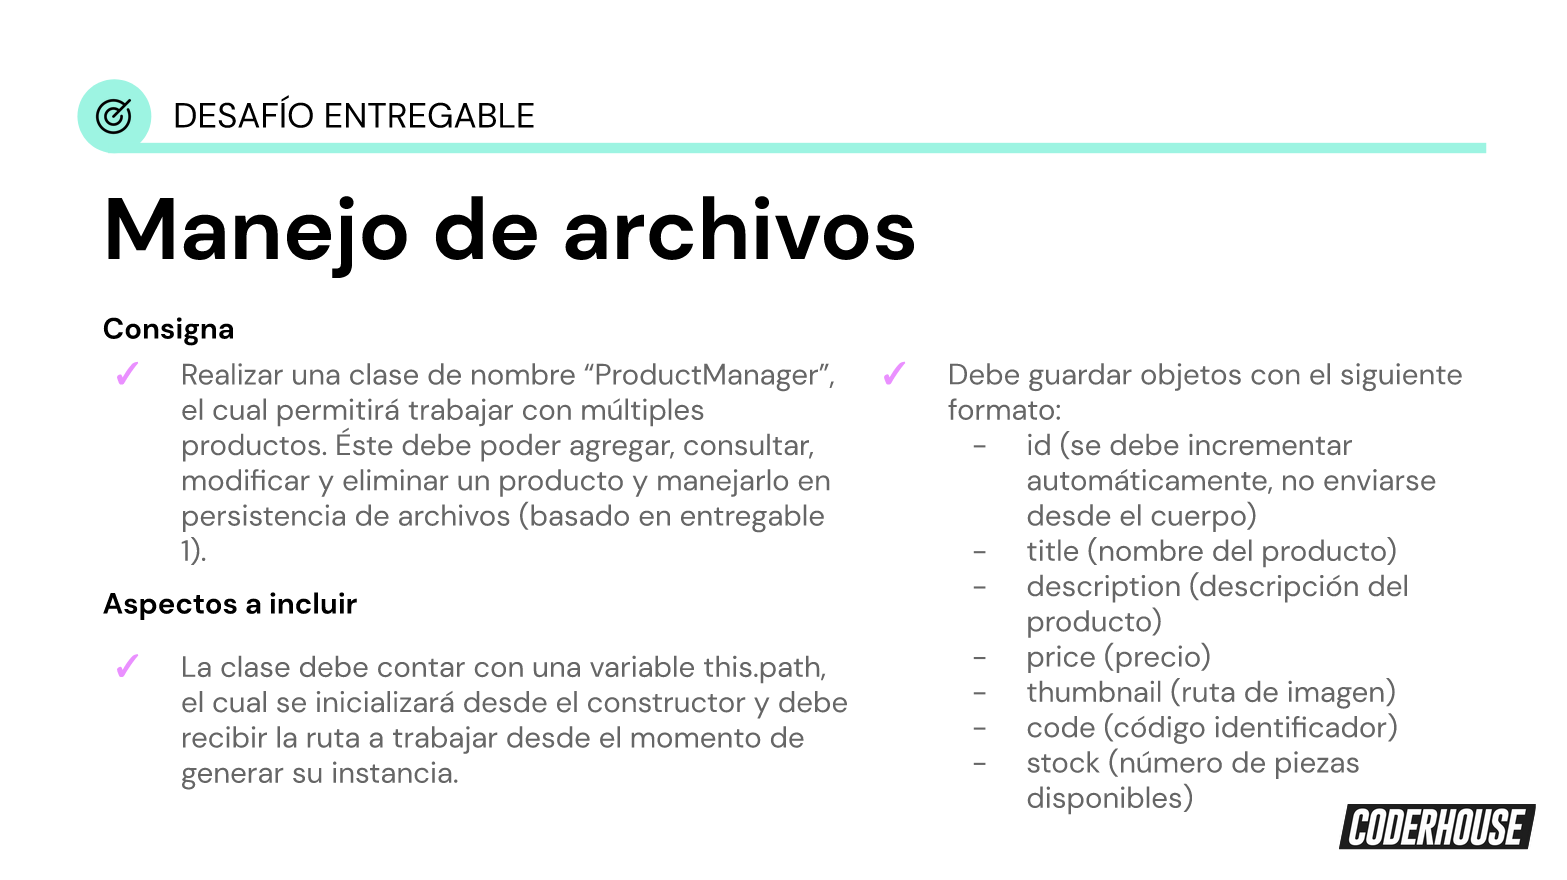 DESAFÍO ENTREGABLE
Manejo de archivos
Consigna
✓ Realizar una clase de nombre “ProductManager”,
el cual permitirá trabajar con múltiples
productos. Éste debe poder agregar, consultar,
modificar y eliminar un producto y manejarlo en
persistencia de archivos (basado en entregable
1).
Aspectos a incluir
✓ La clase debe contar con una variable this.path,
el cual se inicializará desde el constructor y debe
recibir la ruta a trabajar desde el momento de
generar su instancia.
✓ Debe guardar objetos con el siguiente
formato:
- id (se debe incrementar
automáticamente, no enviarse
desde el cuerpo)
- title (nombre del producto)
- description (descripción del
producto)
- price (precio)
- thumbnail (ruta de imagen)
- code (código identificador)
- stock (número de piezas
disponibles)
CODERHOUSE